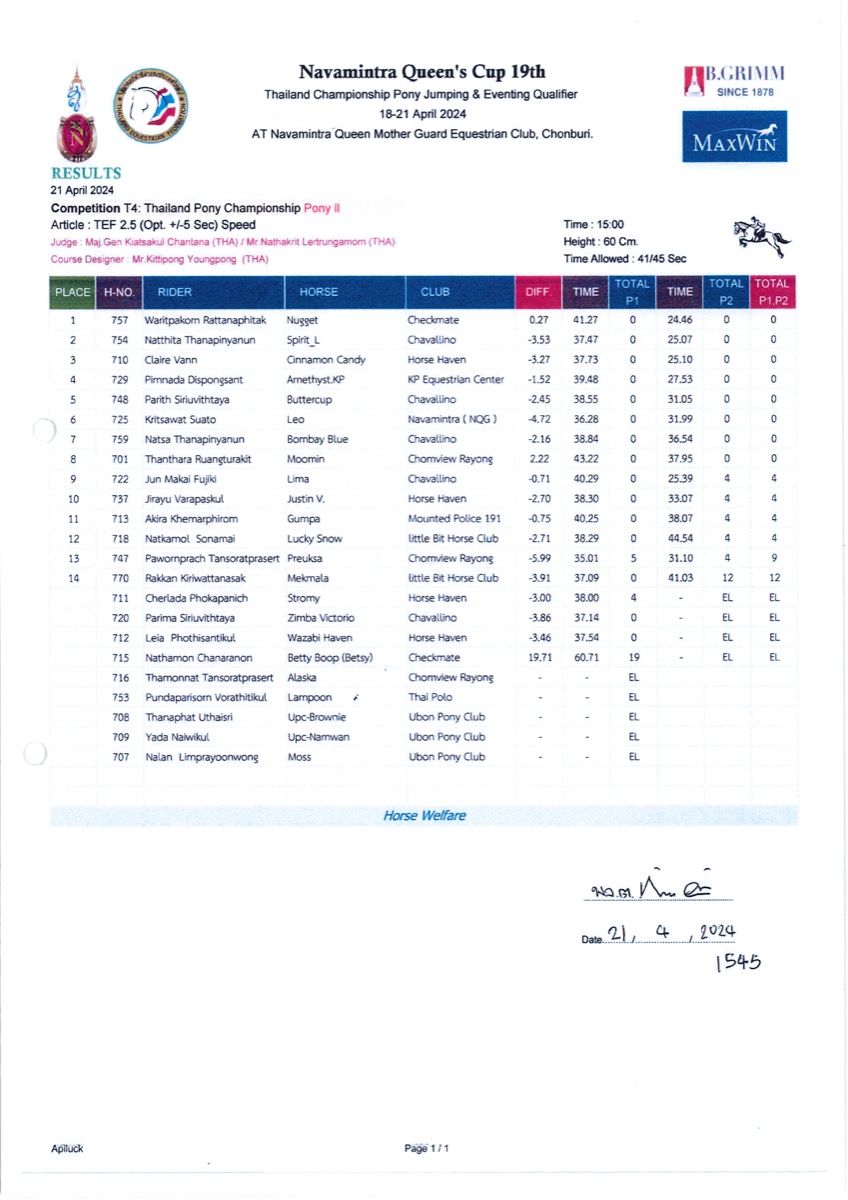 Navamintra Queen's Cup 19th
Thailand Championship Pony Jumping & Eventing Qualifier
18-21 April 2024
AT Navamintra Queen Mother Guard Equestrian Club, Chonburi.
B.GRIMM
SINCE 1878
MAXWIN
RESULTS
21 April 2024
Competition T4: Thailand Pony Championship Pony II
Article : TEF 2.5 (Opt. +/-5 Sec) Speed Time : 15:00
Judge : Maj.Gen Kiatsakul Chantana (THA) / Mr.Nathakrit Lertrungamorn (THA) Height : 60 Cm.
Course Designer : Mr.Kittipong Youngpong (THA) Time Allowed : 41/45 Sec
PLACE H-NO. RIDER HORSE CLUB DIFF. TIME TOTAL P1 TIME TOTAL P2 TOTAL P1.P2
1 757 Waritpakorn Rattanaphitak Nugget Checkmate 0.27 41.27 0 24.46 0 0
2 754 Natthita Thanapinyanun Spirit_L Chavallino -3.53 37.47 0 25.07 0 0
3 710 Claire Vann Cinnamon Candy Horse Haven -3.27 37.73 0 25.10 0 0
4 729 Pimnada Dispongsant Amethyst.KP KP Equestrian Center -1.52 39.48 0 27.53 0 0
5 748 Parith Siriuvithtaya Buttercup Chavallino -2.45 38.55 0 31.05 0 0
6 725 Kritsawat Suato Leo Navamintra ( NQG ) -4.72 36.28 0 31.99 0 0
7 759 Natsa Thanapinyanun Bombay Blue Chavallino -2.16 38.84 0 36.54 0 0
8 701 Thanthara Ruangturakit Moomin Chomview Rayong 2.22 43.22 0 37.95 0 0
9 722 Jun Makai Fujiki Lima Chavallino -0.71 40.29 0 25.39 4 4
10 737 Jirayu Varapaskul Justin V. Horse Haven -2.70 38.30 0 33.07 4 4
11 713 Akira Khemarphirom Gumpa Mounted Police 191 -0.75 40.25 0 38.07 4 4
12 718 Natkamol Sonamai Lucky Snow little Bit Horse Club -2.71 38.29 0 44.54 4 4
13 747 Pawornprach Tansoratprasert Preuksa Chomview Rayong -5.99 35.01 5 31.10 4 9
14 770 Rakkan Kiriwattanasak Mekmala little Bit Horse Club -3.91 37.09 0 41.03 12 12
711 Cherlada Phokapanich Stromy Horse Haven -3.00 38.00 4 - EL EL
720 Parima Siriuvithtaya Zimba Victorio Chavallino -3.86 37.14 0 EL EL
712 Leia Phothisantikul Wazabi Haven Horse Haven -3.46 37.54 0 EL EL
715 Nathamon Chanaranon Betty Boop (Betsy) Checkmate 19.71 60.71 19 - EL EL
716 Thamonnat Tansoratprasert Alaska Chomview Rayong - - EL
753 Pundaparisorn Vorathitikul Lampoon Thai Polo - - EL
708 Thanaphat Uthaisri Upc-Brownie Ubon Pony Club - - EL
709 Yada Naiwikul Upc-Namwan Ubon Pony Club - - EL
707 Nalan Limprayoonwong Moss Ubon Pony Club - - EL
Horse Welfare
Date 21, 4 , 2024
1545
Apiluck Page 1 / 1